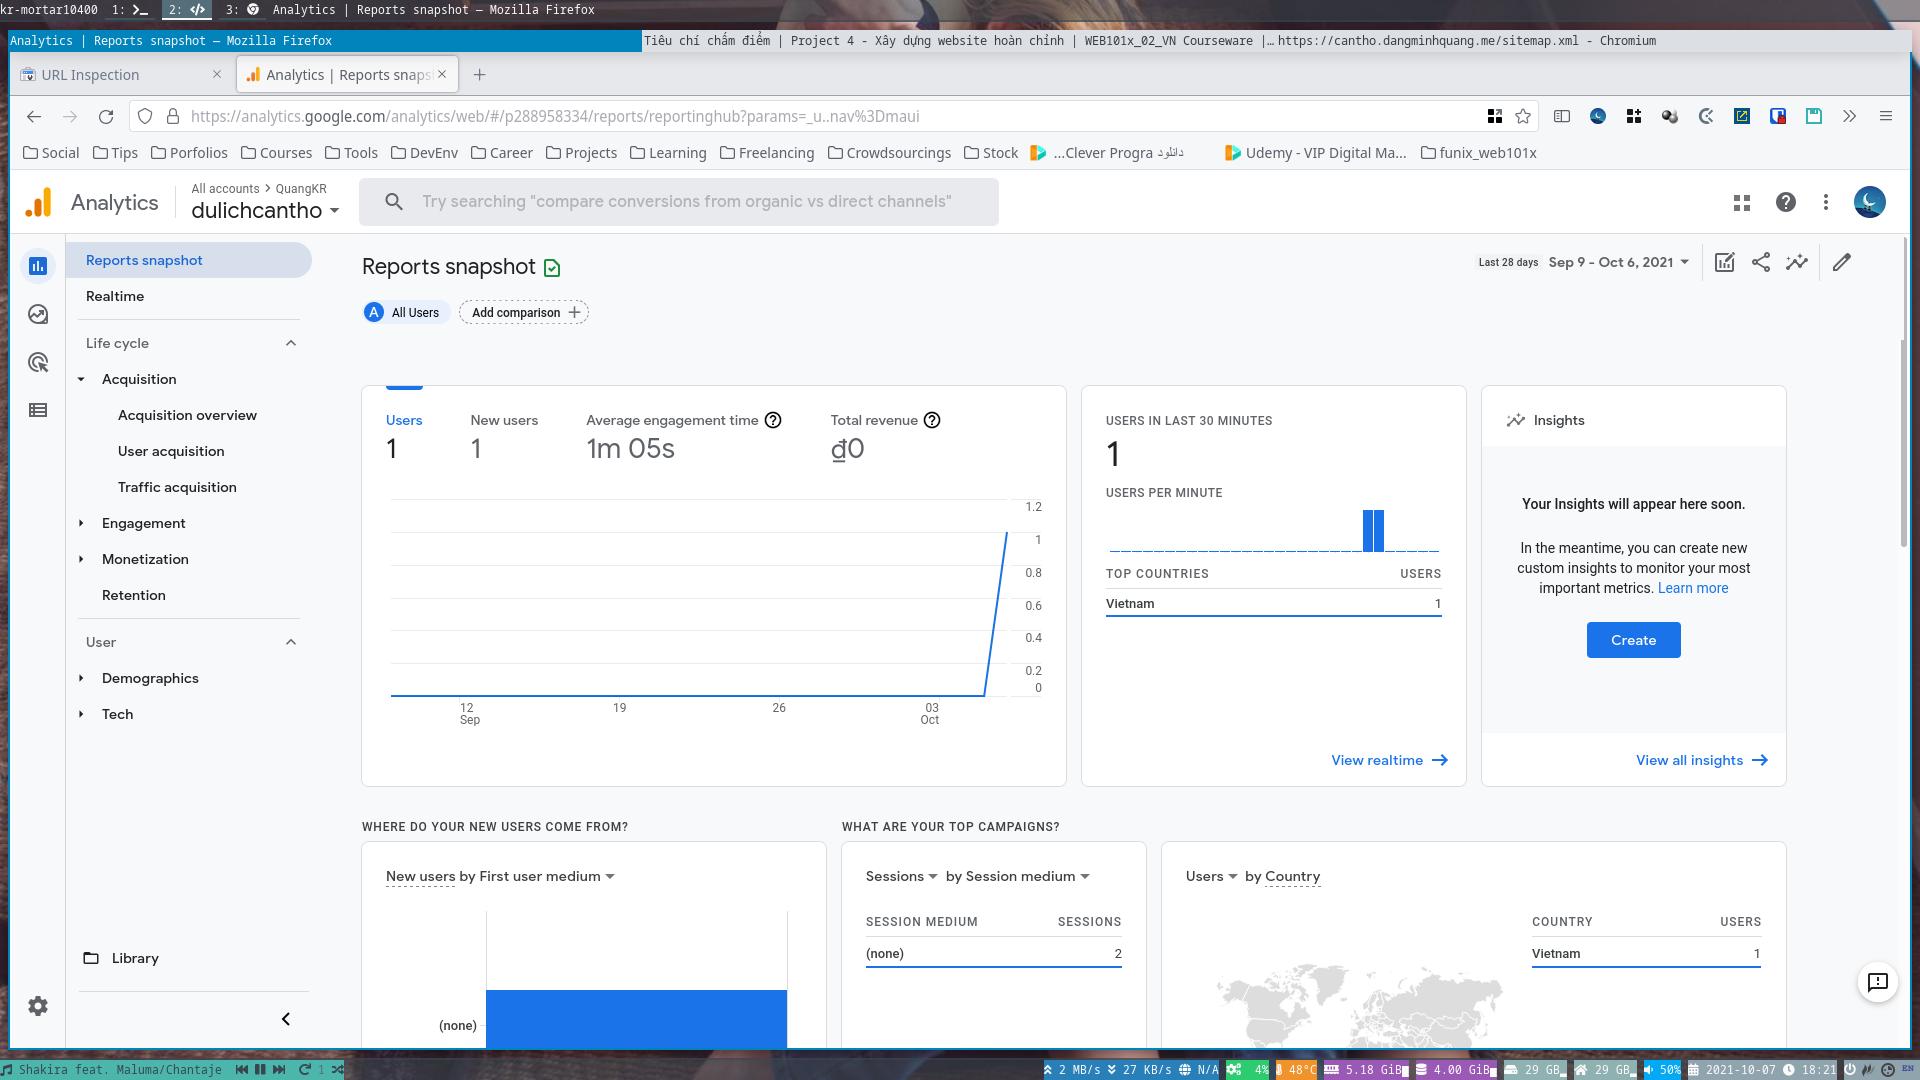 kr-mortar10400 1: 2: 3: Analytics | Reports snapshot — Mozilla Firefox
Analytics | Reports snapshot — Mozilla Firefox
Tiêu chí chấm điểm | Project 4 - Xây dựng website hoàn chỉnh | WEB101x_02_VN Courseware |…
https://cantho.dangminhquang.me/sitemap.xml - Chromium
URL Inspection
Analytics | Reports snaps
https://analytics.google.com/analytics/web/#/p288958334/reports/reportinghub?params=_u..nav%3Dmaui
Social Tips Porfolios Courses Tools DevEnv Career Projects Learning Freelancing Crowdsourcings Stock ...Clever Progra دانلود Udemy - VIP Digital Ma... funix_web101x
Analytics
All accounts > QuangKR
dulichcantho
Try searching "compare conversions from organic vs direct channels"
Reports snapshot
Realtime
Life cycle
Acquisition
Acquisition overview
User acquisition
Traffic acquisition
Engagement
Monetization
Retention
User
Demographics
Tech
Library
Reports snapshot
Last 28 days Sep 9 - Oct 6, 2021
A All Users
Add comparison
Users
1
New users
1
Average engagement time
1m 05s
Total revenue
₫0
1.2
1
0.8
0.6
0.4
0.2
0
12
Sep
19
26
03
Oct
USERS IN LAST 30 MINUTES
1
USERS PER MINUTE
TOP COUNTRIES USERS
Vietnam 1
View realtime
Insights
Your Insights will appear here soon.
In the meantime, you can create new
custom insights to monitor your most
important metrics. Learn more
Create
View all insights
WHERE DO YOUR NEW USERS COME FROM?
New users by First user medium
(none)
WHAT ARE YOUR TOP CAMPAIGNS?
Sessions by Session medium
SESSION MEDIUM SESSIONS
(none) 2
Users by Country
COUNTRY USERS
Vietnam 1
Shakira feat. Maluma/Chantaje 1
2 MB/s 27 KB/s N/A 4% 48°C 5.18 GiB 4.00 GiB 29 GB 29 GB 50% 2021-10-07 18:21 EN